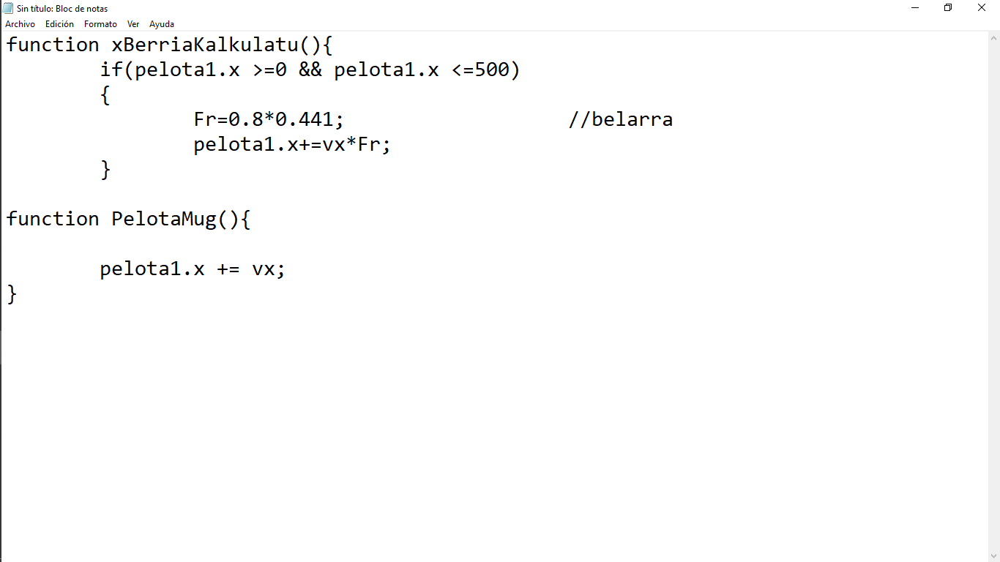 Sin título: Bloc de notas
Archivo Edición Formato Ver Ayuda
function xBerriaKalkulatu(){
if(pelota1.x >=0 && pelota1.x <=500)
{
Fr=0.8*0.441; //belarra
pelota1.x+=vx*Fr;
}
function PelotaMug(){
pelota1.x += vx;
}